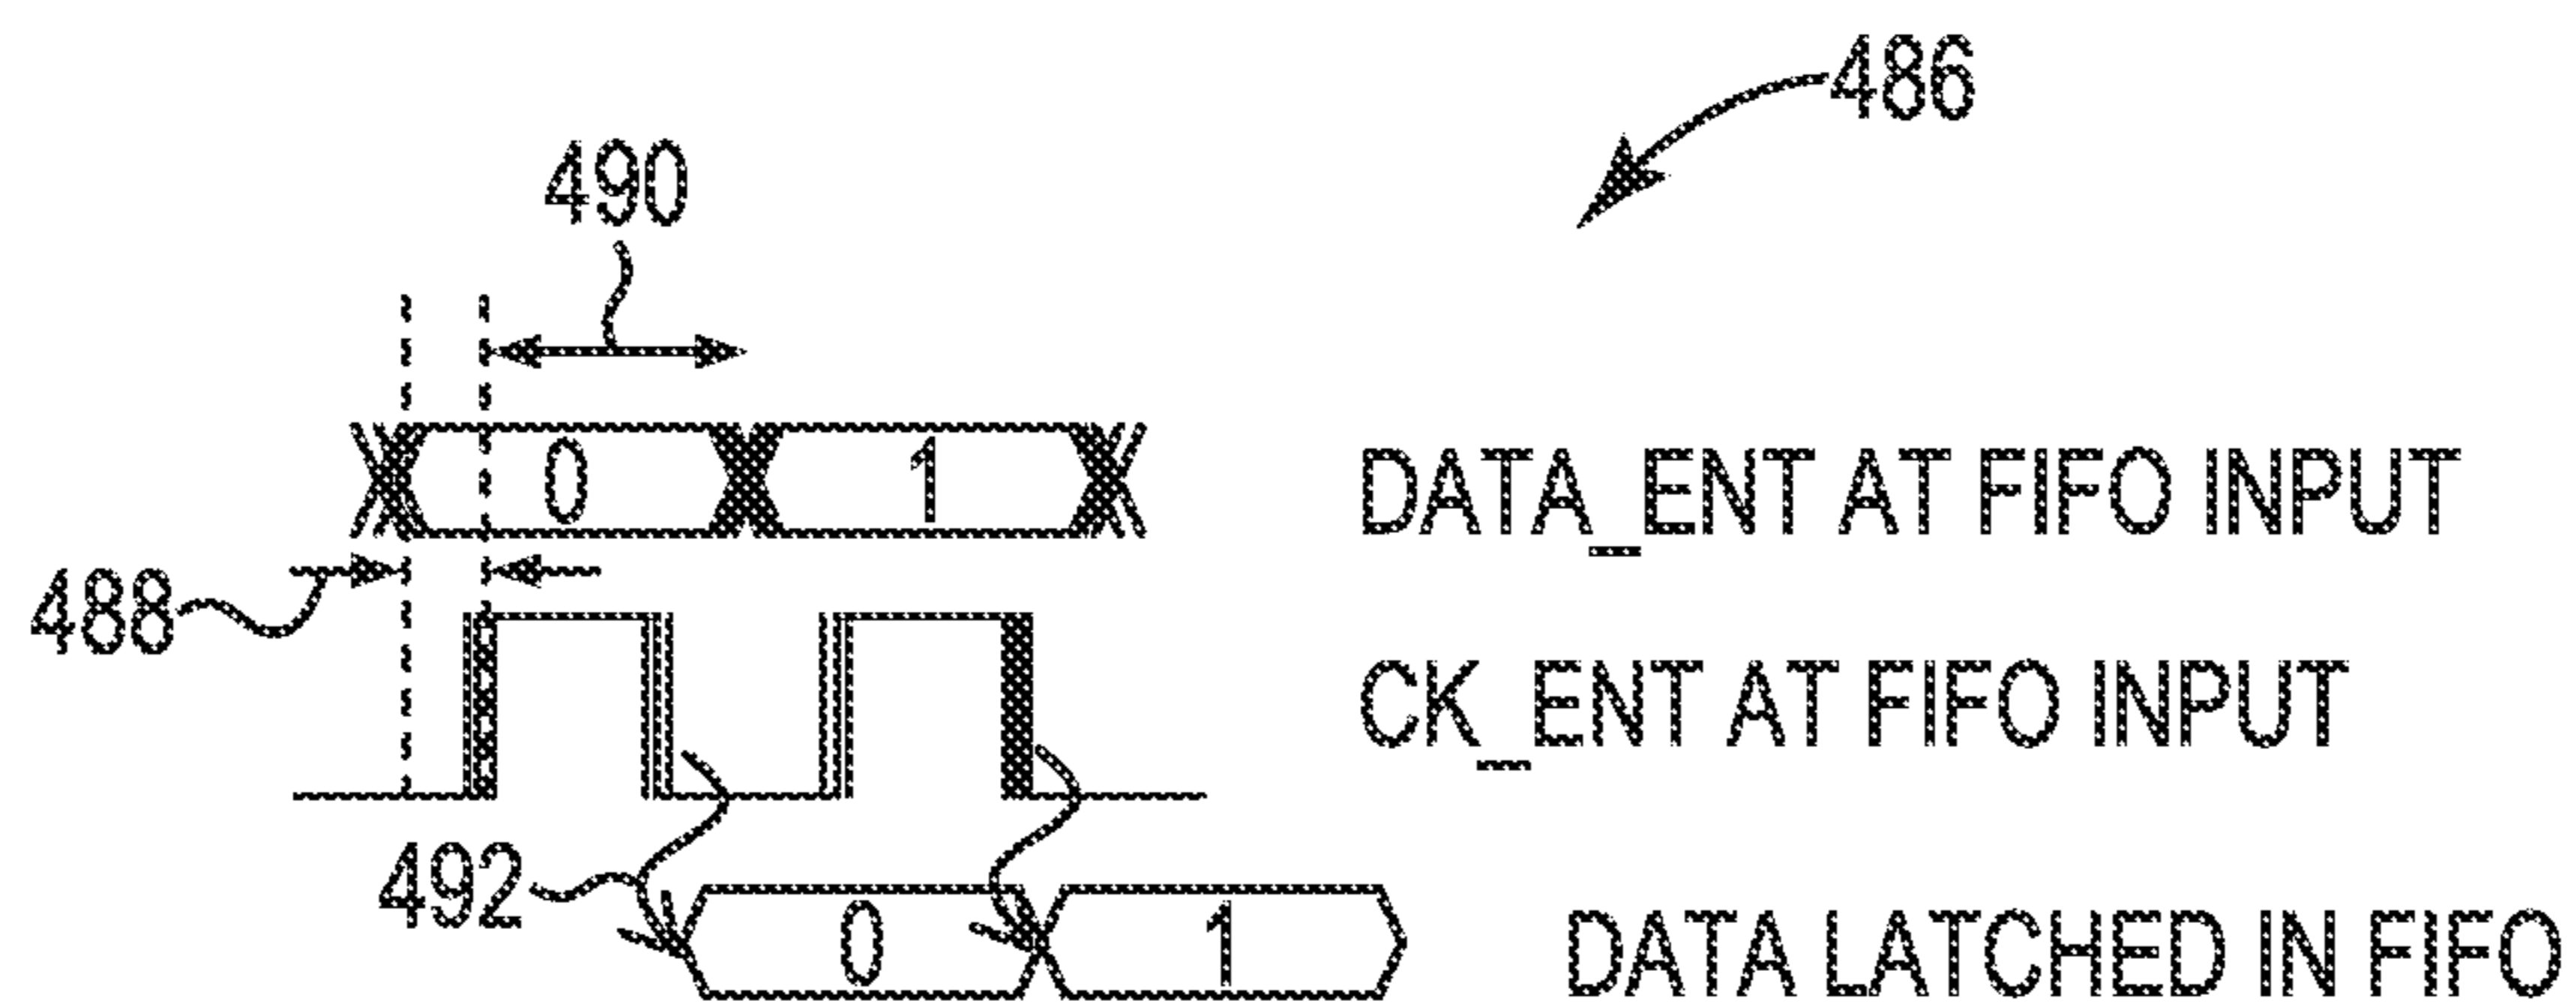 486
490
0 1 DATA_ENT AT FIFO INPUT
488
CK_ENT AT FIFO INPUT
492
0 1 DATA LATCHED IN FIFO